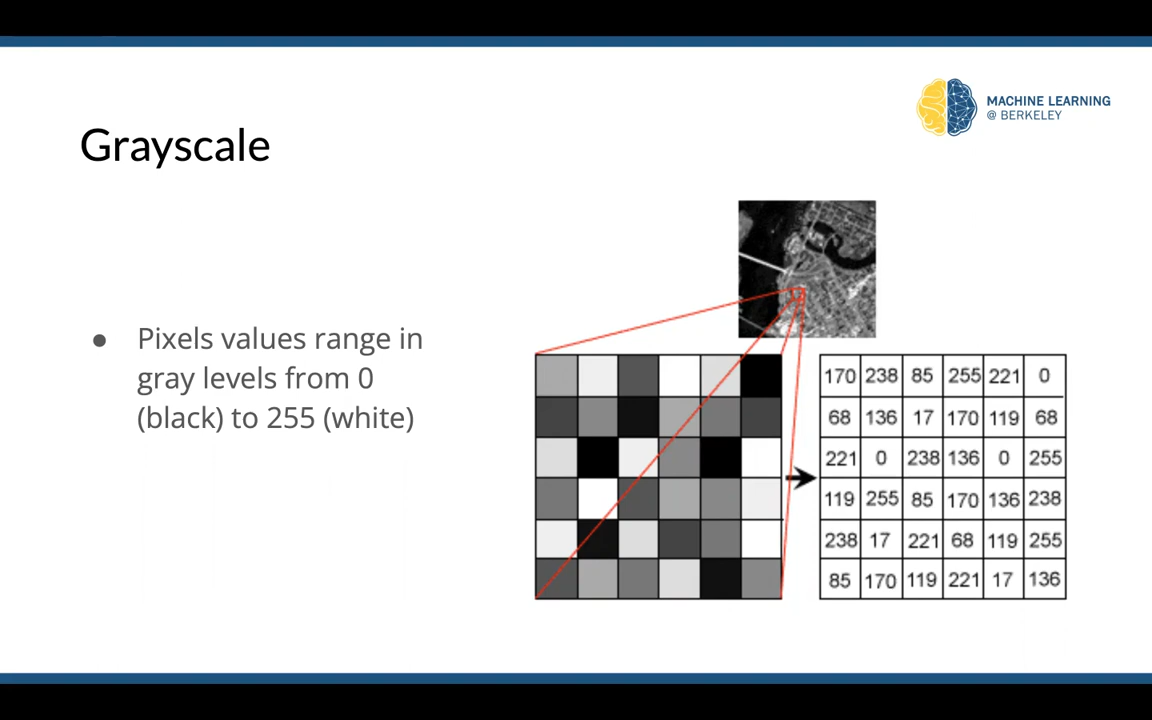 MACHINE LEARNING
@ BERKELEY
Grayscale
● Pixels values range in
gray levels from 0
(black) to 255 (white)
170 238 85 255 221 0
68 136 17 170 119 68
221 0 238 136 0 255
119 255 85 170 136 238
238 17 221 68 119 255
85 170 119 221 17 136